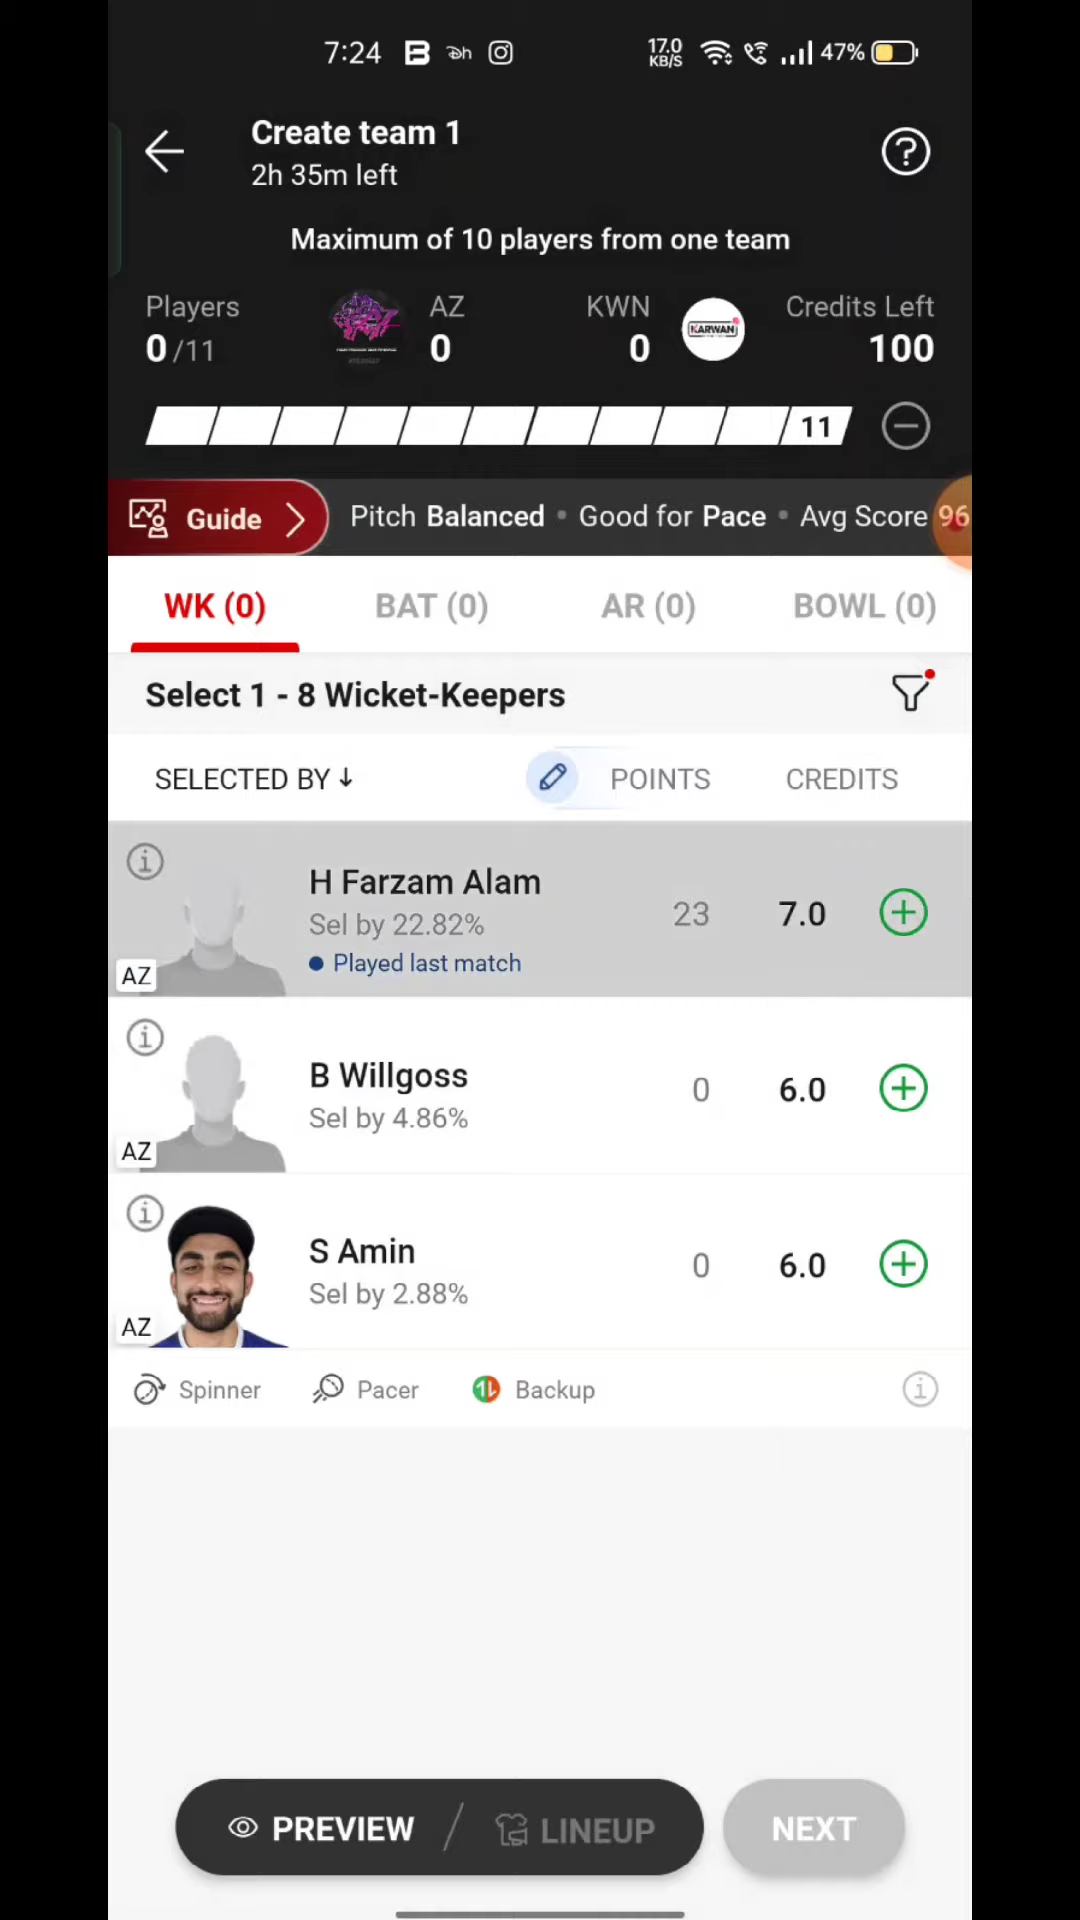 7:24
17.0 KB/S
47%
Create team 1
2h 35m left
Maximum of 10 players from one team
Players AZ KWN Credits Left
0/11 0 0 KARWAN 100
11
Guide Pitch Balanced • Good for Pace • Avg Score 96
WK (0) BAT (0) AR (0) BOWL (0)
Select 1 - 8 Wicket-Keepers
SELECTED BY ↓ POINTS CREDITS
H Farzam Alam
Sel by 22.82% 23 7.0
Played last match
AZ
B Willgoss 0 6.0
Sel by 4.86%
AZ
S Amin 0 6.0
Sel by 2.88%
AZ
Spinner Pacer Backup
PREVIEW / LINEUP NEXT